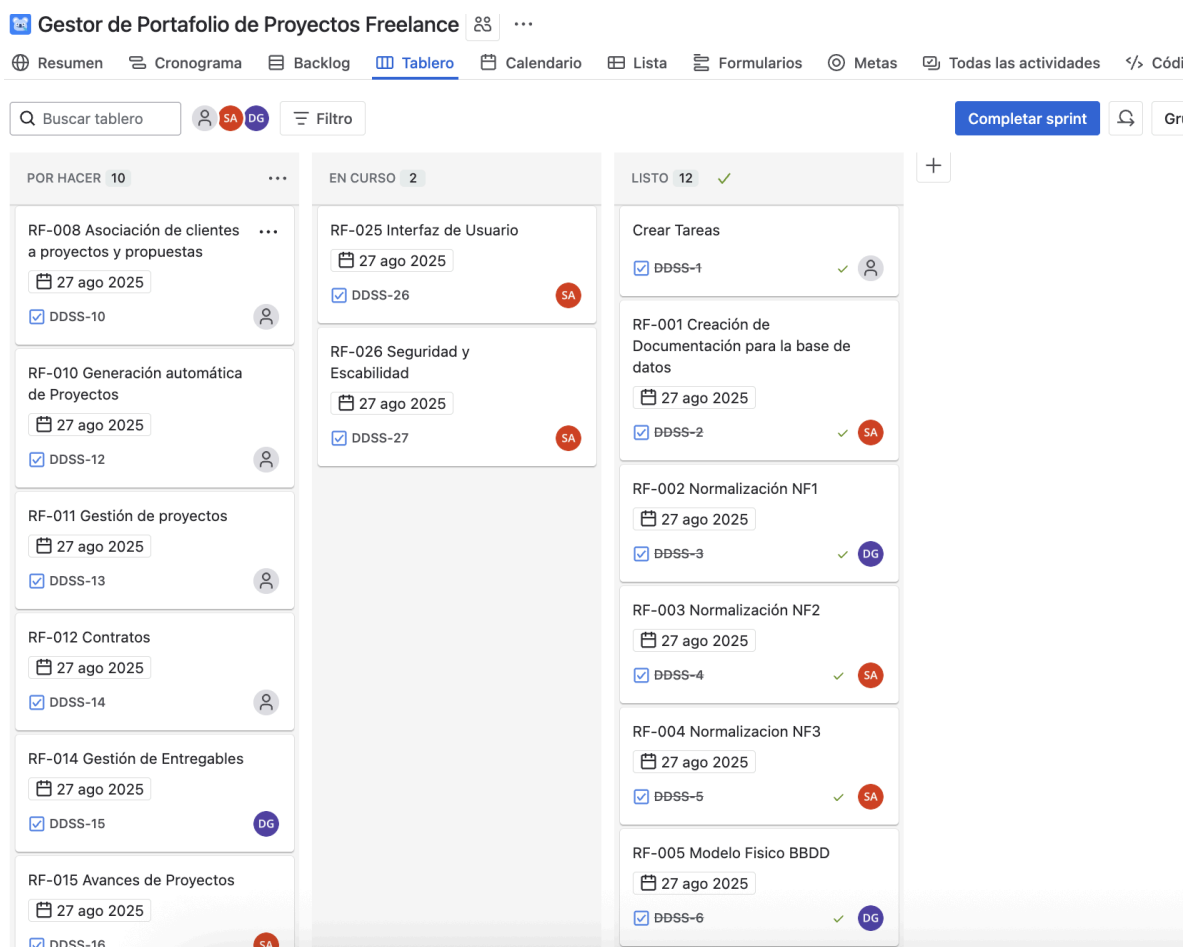 Gestor de Portafolio de Proyectos Freelance
Resumen Cronograma Backlog Tablero Calendario Lista Formularios Metas Todas las actividades Códi
Buscar tablero SA DG Filtro Completar sprint Gru
POR HACER 10
RF-008 Asociación de clientes
a proyectos y propuestas
27 ago 2025
DDSS-10
RF-010 Generación automática
de Proyectos
27 ago 2025
DDSS-12
RF-011 Gestión de proyectos
27 ago 2025
DDSS-13
RF-012 Contratos
27 ago 2025
DDSS-14
RF-014 Gestión de Entregables
27 ago 2025
DDSS-15 DG
RF-015 Avances de Proyectos
27 ago 2025
DDSS-16 SA
EN CURSO 2
RF-025 Interfaz de Usuario
27 ago 2025
DDSS-26 SA
RF-026 Seguridad y
Escabilidad
27 ago 2025
DDSS-27 SA
LISTO 12
Crear Tareas
DDSS-1
RF-001 Creación de
Documentación para la base de
datos
27 ago 2025
DDSS-2 SA
RF-002 Normalización NF1
27 ago 2025
DDSS-3 DG
RF-003 Normalización NF2
27 ago 2025
DDSS-4 SA
RF-004 Normalizacion NF3
27 ago 2025
DDSS-5 SA
RF-005 Modelo Fisico BBDD
27 ago 2025
DDSS-6 DG